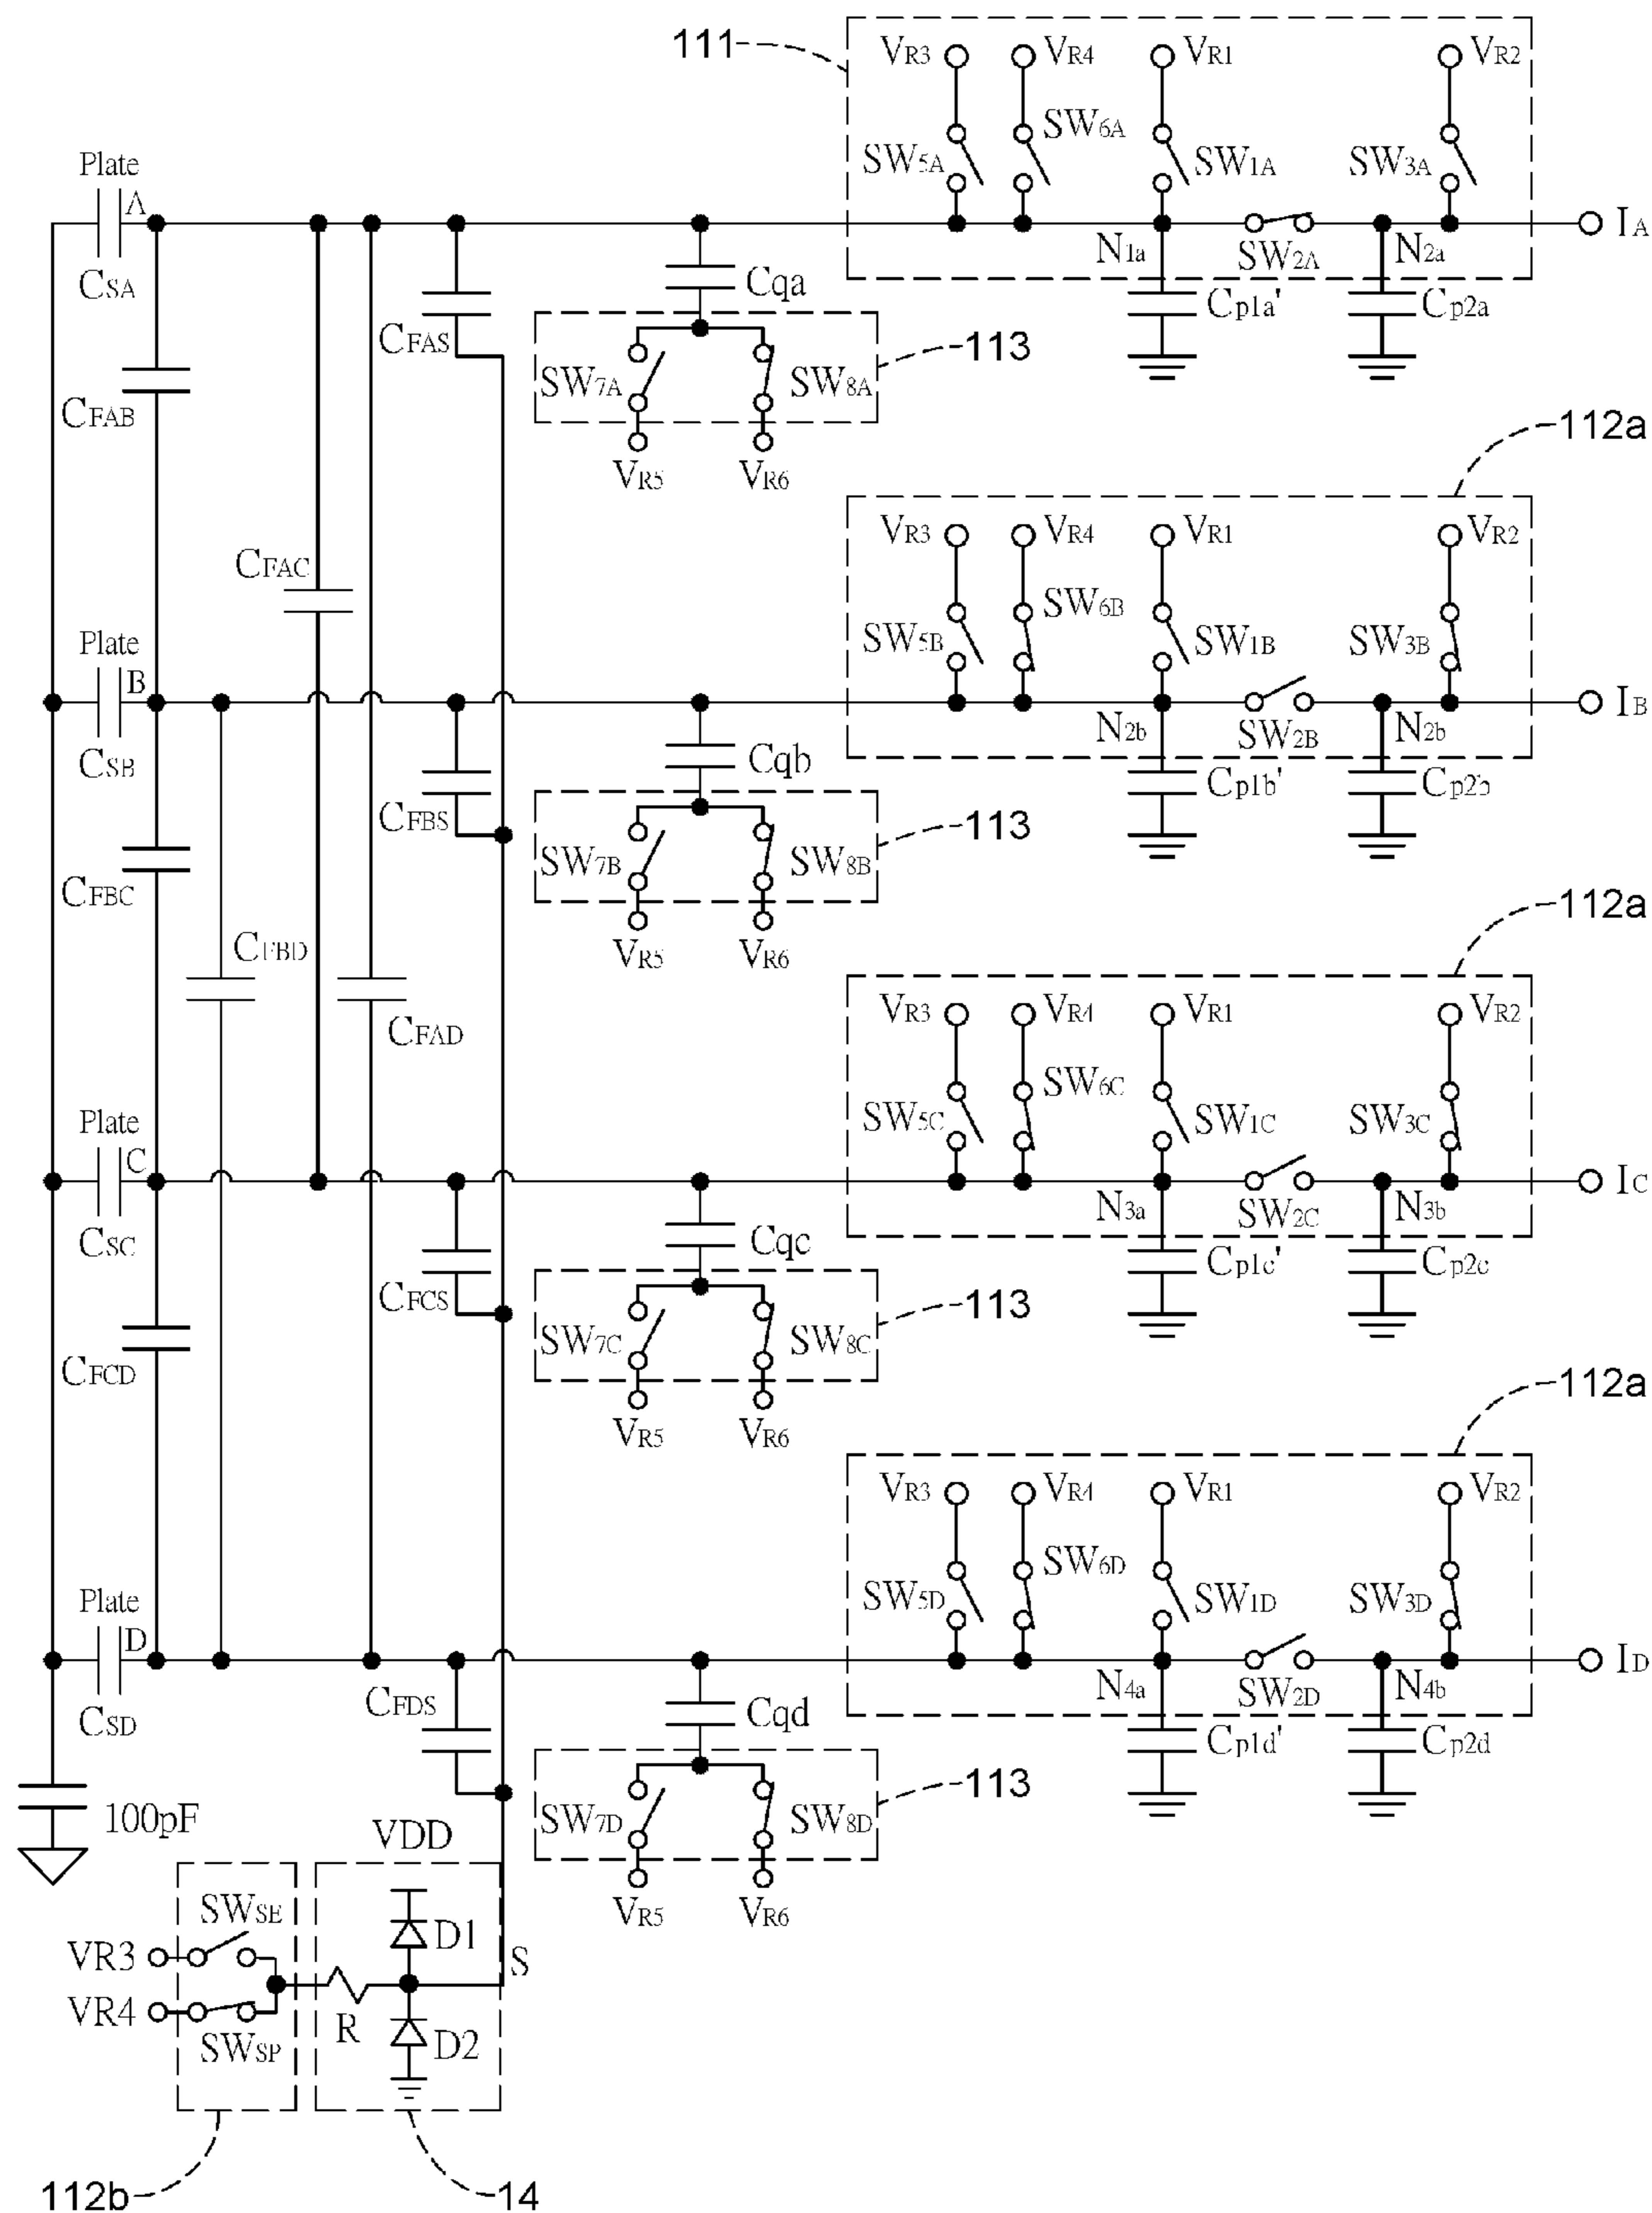 111
VR3
VR4
VR1
VR2
SW5A
SW6A
SW1A
SW3A
Plate
A
CSA
N1a
SW2A
N2a
IA
Cqa
Cp1a'
Cp2a
CFAS
113
SW7A
SW8A
CFAB
VR5
VR6
112a
VR3
VR4
VR1
VR2
CFAC
SW5B
SW6B
SW1B
SW3B
Plate
B
CSB
N2b
SW2B
N2b
IB
Cqb
Cp1b'
Cp2b
CFBS
113
SW7B
SW8B
CFBC
VR5
VR6
112a
CFBD
VR3
VR4
VR1
VR2
CFAD
SW5C
SW6C
SW1C
SW3C
Plate
C
CSC
N3a
SW2C
N3b
IC
Cqc
Cp1c'
Cp2c
CFCS
113
SW7C
SW8C
CFCD
VR5
VR6
112a
VR3
VR4
VR1
VR2
SW5D
SW6D
SW1D
SW3D
Plate
D
CSD
N4a
SW2D
N4b
ID
CFDS
Cqd
Cp1d'
Cp2d
113
100pF
VDD
SW7D
SW8D
VR5
VR6
SWSE
VR3
D1
S
VR4
SWSP
R
D2
112b
14